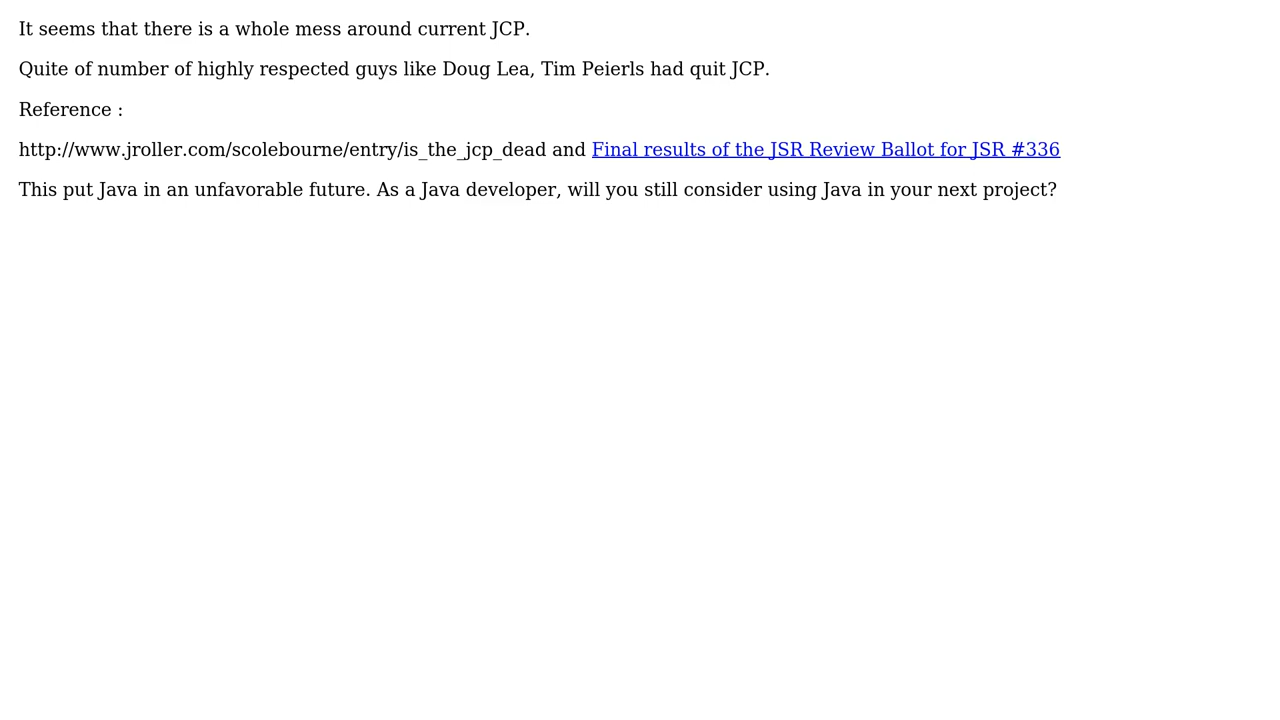 It seems that there is a whole mess around current JCP.
Quite of number of highly respected guys like Doug Lea, Tim Peierls had quit JCP.
Reference :
http://www.jroller.com/scolebourne/entry/is_the_jcp_dead and Final results of the JSR Review Ballot for JSR #336
This put Java in an unfavorable future. As a Java developer, will you still consider using Java in your next project?